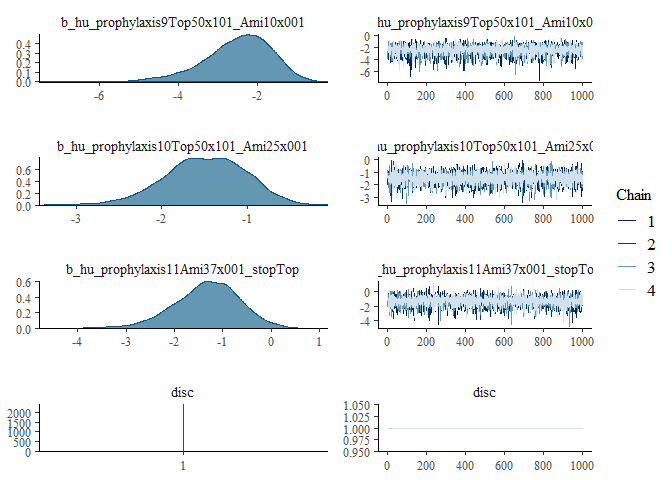 b_hu_prophylaxis9Top50x101_Ami10x001
hu_prophylaxis9Top50x101_Ami10x0
0.4
0.3
0.2
0.1
0.0
-6 -4 -2
0
-2
-4
-6
0 200 400 600 800 1000
b_hu_prophylaxis10Top50x101_Ami25x001
u_prophylaxis10Top50x101_Ami25x0
0.6
0.4
0.2
0.0
-3 -2 -1
0
-1
-2
-3
0 200 400 600 800 1000
b_hu_prophylaxis11Ami37x001_stopTop
_hu_prophylaxis11Ami37x001_stopTo
0.6
0.4
0.2
0.0
-4 -3 -2 -1 0 1
0
-2
-4
0 200 400 600 800 1000
disc
disc
2000
1500
1000
500
0
1
1.050
1.025
1.000
0.975
0.950
0 200 400 600 800 1000
Chain
1
2
3
4